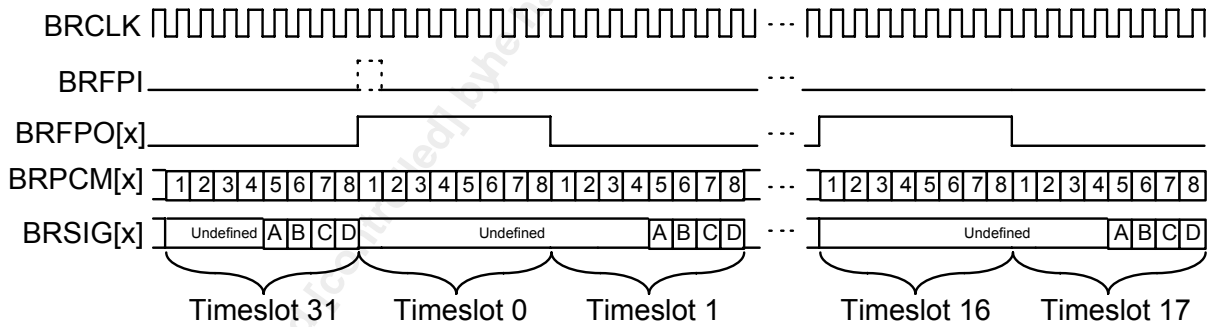 BRCLK ...
BRFPI ...
BRFPO[x] ...
BRPCM[x] 1 2 3 4 5 6 7 8 1 2 3 4 5 6 7 8 1 2 3 4 5 6 7 8 ... 1 2 3 4 5 6 7 8 1 2 3 4 5 6 7 8
BRSIG[x] Undefined A B C D Undefined A B C D ... Undefined A B C D
Timeslot 31 Timeslot 0 Timeslot 1 Timeslot 16 Timeslot 17
[controlled] by